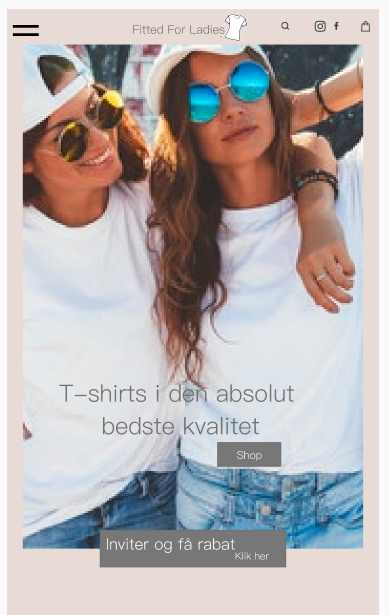 Fitted For Ladies
T-shirts i den absolut
bedste kvalitet
Shop
Inviter og få rabat
Klik her